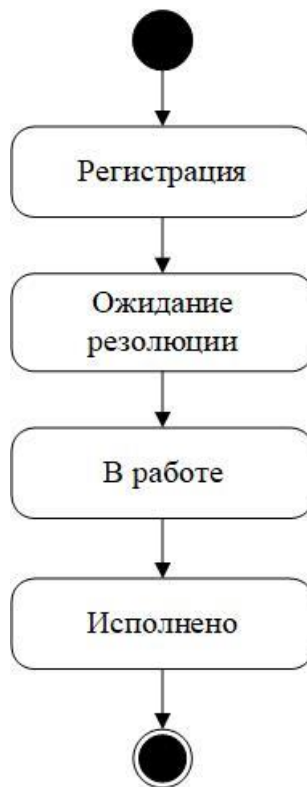 Регистрация
Ожидание
резолюции
В работе
Исполнено